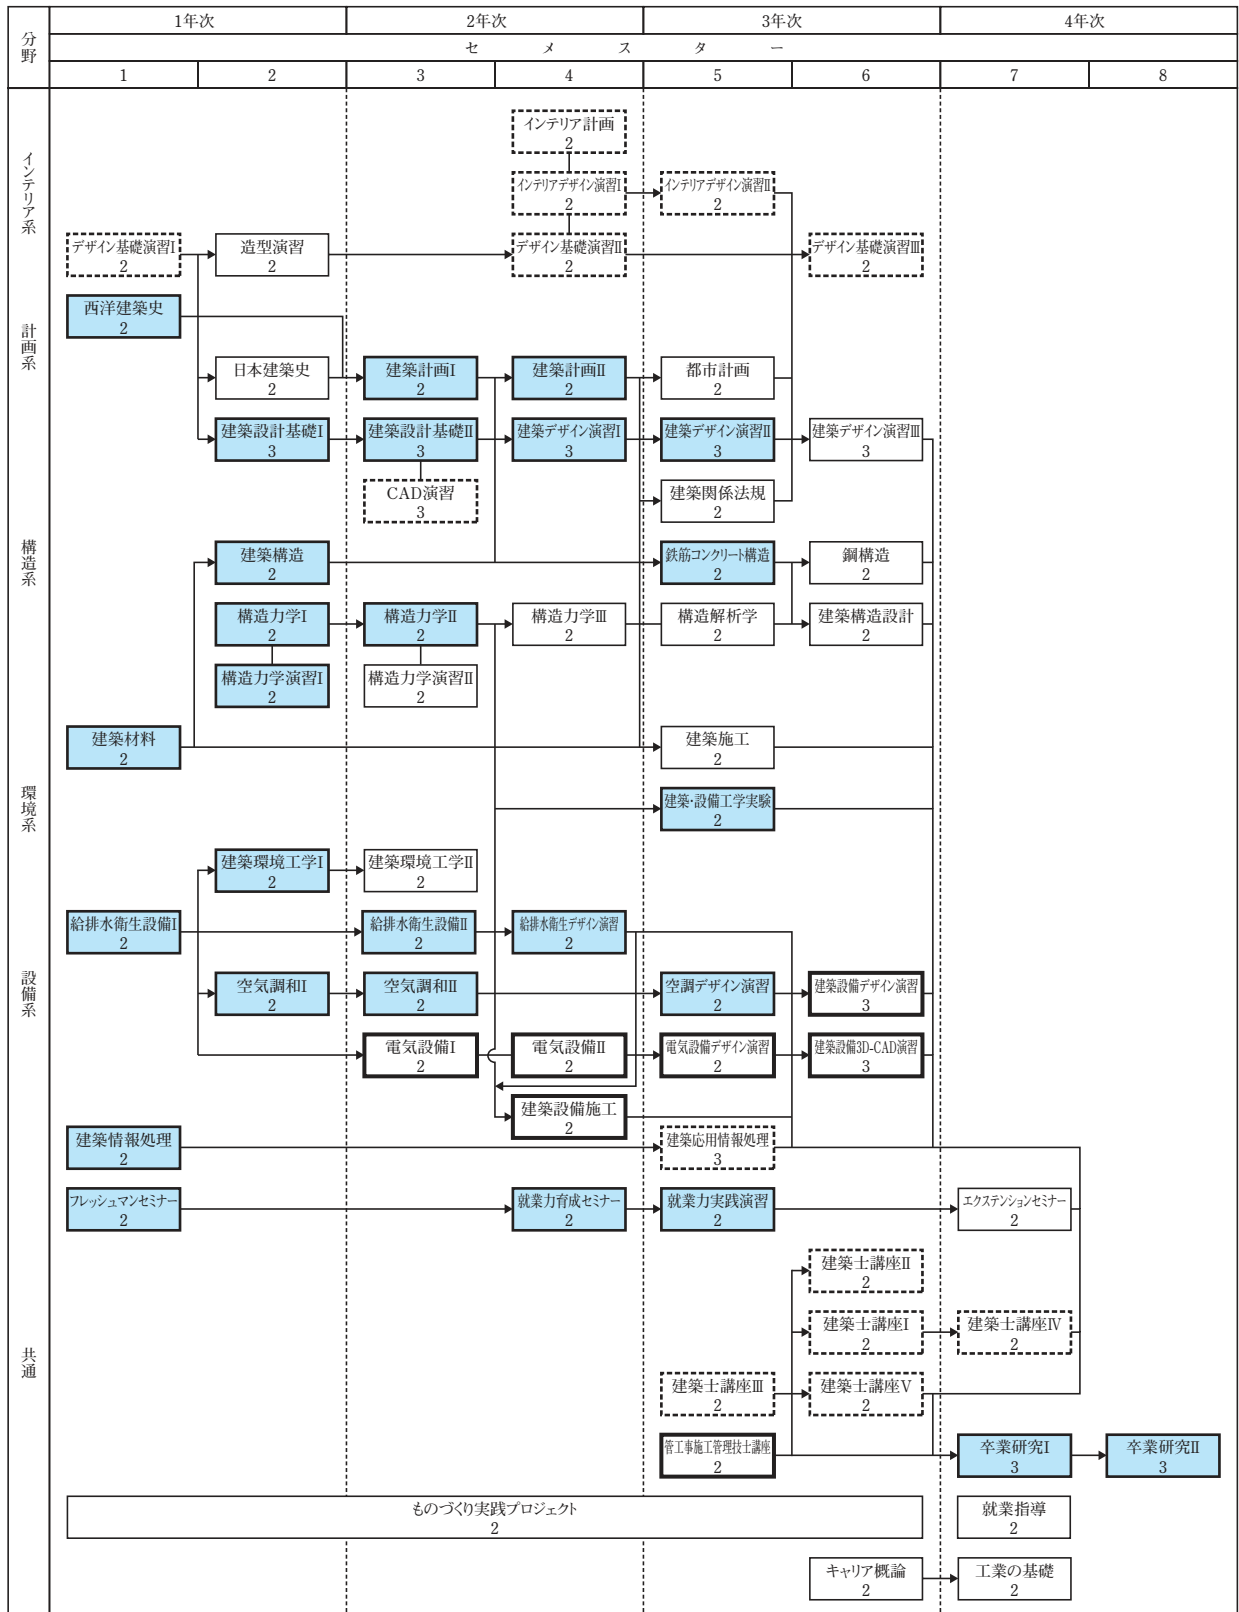 分野
1年次
2年次
3年次
4年次
セメスター
1
2
3
4
5
6
7
8
インテリア系
インテリア計画
2
インテリアデザイン演習Ⅰ
2
インテリアデザイン演習Ⅱ
2
デザイン基礎演習Ⅰ
2
造型演習
2
デザイン基礎演習Ⅱ
2
デザイン基礎演習Ⅲ
2
計画系
西洋建築史
2
日本建築史
2
建築計画Ⅰ
2
建築計画Ⅱ
2
都市計画
2
建築設計基礎Ⅰ
3
建築設計基礎Ⅱ
3
建築デザイン演習Ⅰ
3
建築デザイン演習Ⅱ
3
建築デザイン演習Ⅲ
3
CAD演習
3
建築関係法規
2
構造系
建築構造
2
鉄筋コンクリート構造
2
鋼構造
2
構造力学Ⅰ
2
構造力学Ⅱ
2
構造力学Ⅲ
2
構造解析学
2
建築構造設計
2
構造力学演習Ⅰ
2
構造力学演習Ⅱ
2
建築材料
2
建築施工
2
環境系
建築・設備工学実験
2
建築環境工学Ⅰ
2
建築環境工学Ⅱ
2
設備系
給排水衛生設備Ⅰ
2
給排水衛生設備Ⅱ
2
給排水衛生デザイン演習
2
空気調和Ⅰ
2
空気調和Ⅱ
2
空調デザイン演習
2
建築設備デザイン演習
3
電気設備Ⅰ
2
電気設備Ⅱ
2
電気設備デザイン演習
2
建築設備3D-CAD演習
3
建築設備施工
2
共通
建築情報処理
2
建築応用情報処理
3
フレッシュマンセミナー
2
就業力育成セミナー
2
就業力実践演習
2
エクステンションセミナー
2
建築士講座Ⅱ
2
建築士講座Ⅰ
2
建築士講座Ⅳ
2
建築士講座Ⅲ
2
建築士講座Ⅴ
2
管工事施工管理技士講座
2
卒業研究Ⅰ
3
卒業研究Ⅱ
3
ものづくり実践プロジェクト
2
就業指導
2
キャリア概論
2
工業の基礎
2